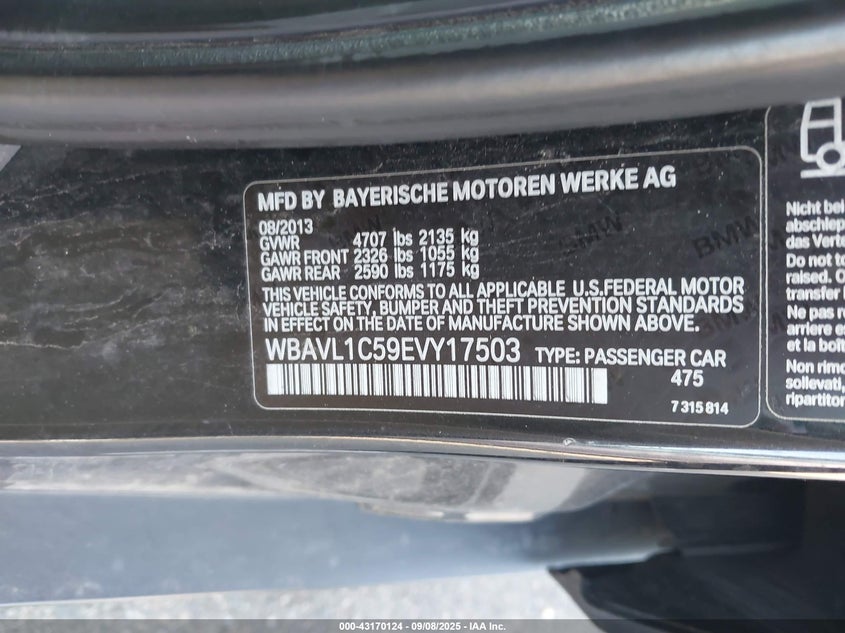 MFD BY BAYERISCHE MOTOREN WERKE AG
08/2013
GVWR 4707 lbs 2135 kg
GAWR FRONT 2326 lbs 1055 kg
GAWR REAR 2590 lbs 1175 kg
THIS VEHICLE CONFORMS TO ALL APPLICABLE U.S.FEDERAL MOTOR
VEHICLE SAFETY, BUMPER AND THEFT PREVENTION STANDARDS
IN EFFECT ON THE DATE OF MANUFACTURE SHOWN ABOVE.
WBAVL1C59EVY17503 TYPE: PASSENGER CAR
475
7 315 814
Nicht bei
abschlep
das Verte
Do not to
raised. O
transfer
Ne pas r
arriere es
et la boît
Non rimo
sollevati,
ripartitor
BMW
000-43170124 | 09/08/2025 — IAA Inc.